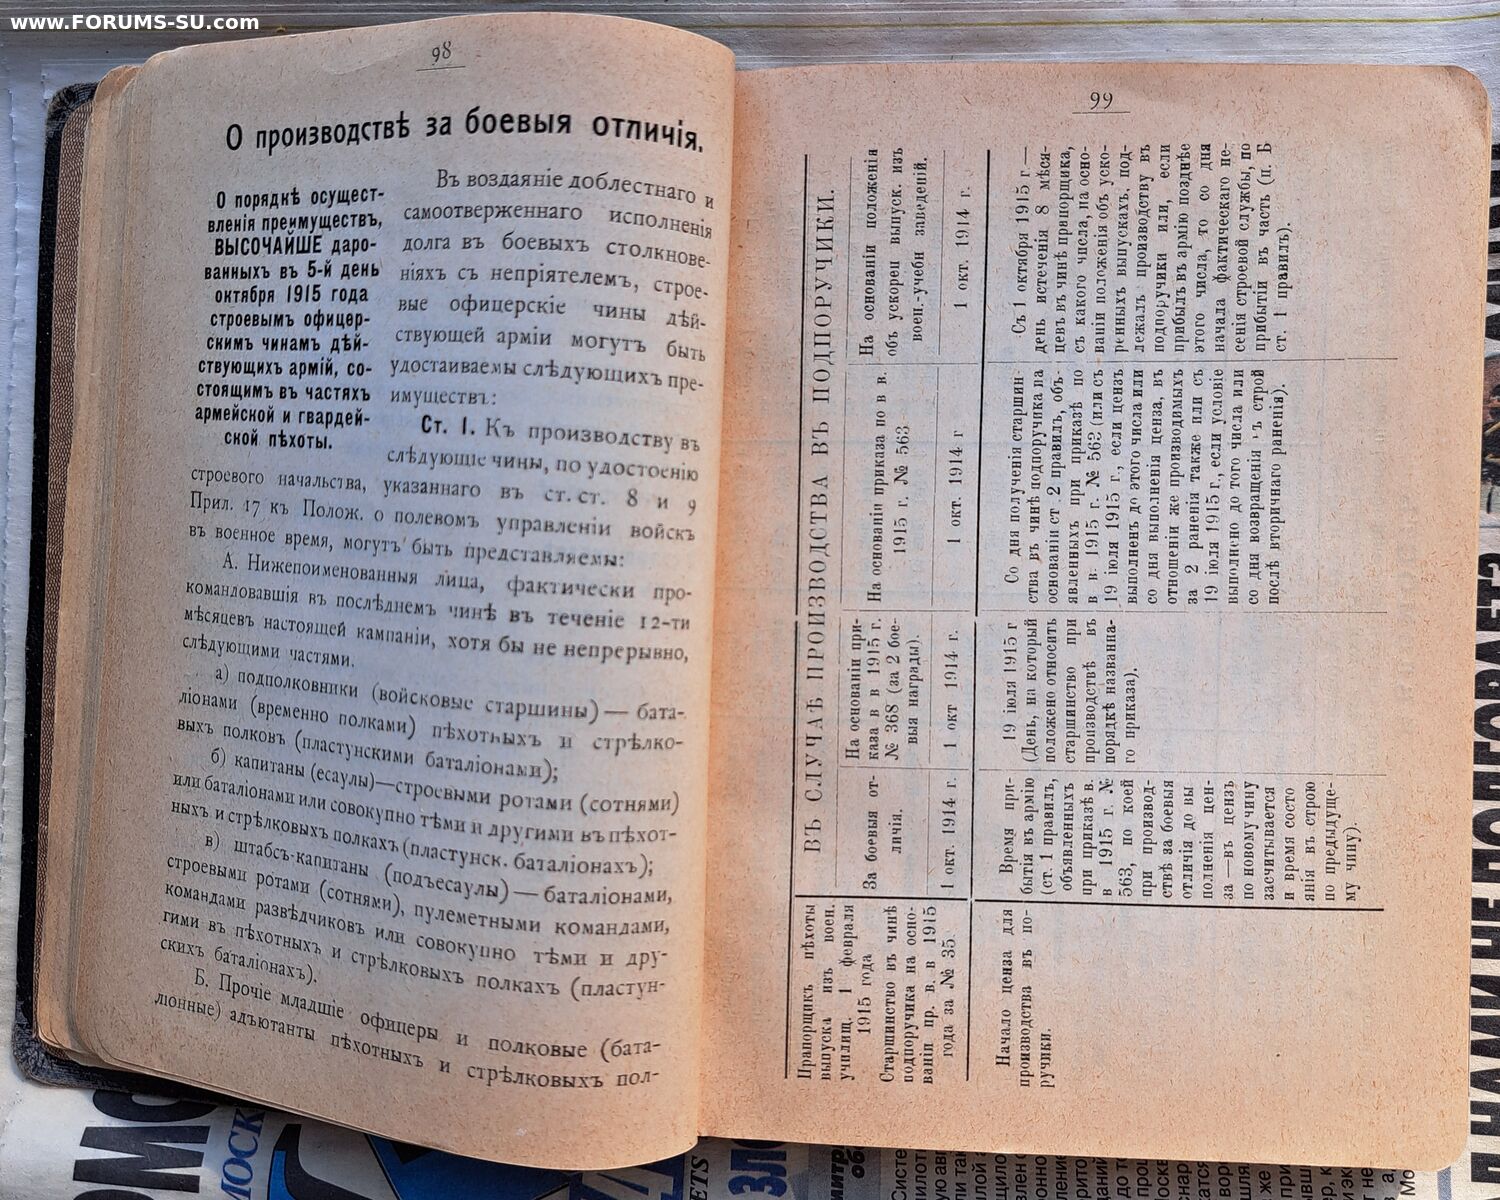 www.FORUMS-SU.com
98
О производствѣ за боевыя отличія.
О порядкѣ осущест-
вленія преимуществъ,
ВЫСОЧАЙШЕ даро-
ванныхъ въ 5-й день
октября 1915 года
строевымъ офицер-
скимъ чинамъ дѣй-
ствующихъ армій, со-
стоящимъ въ частяхъ
армейской и гвардей-
ской пѣхоты.
Въ воздаяніе доблестнаго и
самоотверженнаго исполненія
долга въ боевыхъ столкнове-
ніяхъ съ непріятелемъ, строе-
вые офицерскіе чины дѣй-
ствующей арміи могутъ быть
удостаиваемы слѣдующихъ пре-
имуществъ:
Ст. I. Къ производству въ
слѣдующіе чины, по удостоенію
строевого начальства, указаннаго въ ст. ст. 8 и 9
Прил. 17 къ Полож. о полевомъ управленіи войскъ
въ военное время, могутъ быть представляемы:
А. Нижепоименованныя лица, фактически про-
командовавшія въ послѣднемъ чинѣ въ теченіе 12-ти
мѣсяцевъ настоящей кампаніи, хотя бы не непрерывно,
слѣдующими частями.
а) подполковники (войсковые старшины) — бата-
ліонами (временно полками) пѣхотныхъ и стрѣлко-
выхъ полковъ (пластунскими баталіонами);
б) капитаны (есаулы)—строевыми ротами (сотнями)
или баталіонами или совокупно тѣми и другими въ пѣхот-
ныхъ и стрѣлковыхъ полкахъ (пластунск. баталіонахъ);
в) штабсъ-капитаны (подъесаулы) — баталіонами,
строевыми ротами (сотнями), пулеметными командами,
командами развѣдчиковъ или совокупно тѣми и дру-
гими въ пѣхотныхъ и стрѣлковыхъ полкахъ (пластун-
скихъ баталіонахъ).
Б. Прочіе младшіе офицеры и полковые (бата-
ліонные) адъютанты пѣхотныхъ и стрѣлковыхъ пол-
99
Прапорщикъ пѣхоты
выпуска изъ воен.
училищ. 1 февраля
1915 года
Старшинство въ чинѣ
подпоручика на осно-
ваніи пр. в. в 1915
года за № 35.
ВЪ СЛУЧАѢ ПРОИЗВОДСТВА ВЪ ПОДПОРУЧИКИ.
За боевыя от-
личія.
На основаніи при-
каза в в 1915 г.
№ 368 (за 2 бое-
выя награды).
На основаніи приказа по в в.
1915 г. № 563
На основаніи положенія
объ ускорен выпуск. изъ
воен.-учебн заведеній.
1 окт. 1914 г.
1 окт 1914 г.
1 окт. 1914 г
1 окт. 1914 г.
Начало ценза для
производства въ по-
ручики.
Время при-
бытія въ армію
(ст. 1 правилъ,
объявленныхъ
при приказѣ в.
в 1915 г. №
563, по коей
при производ-
ствѣ за боевыя
отличія до вы
полненія цен-
за—въ цензъ
по новому чину
засчитывается
и время состо
янія въ строю
по предыдуще-
му чину).
19 іюля 1915 г
(День, на который
положено относить
старшинство при
производствѣ въ
порядкѣ названна-
го приказа).
Со дня полученія старшин
ства въ чинѣ подпоручика на
основаніи ст 2 правилъ, объ-
явленныхъ при приказѣ по
в в. 1915 г. № 563 (или съ
19 іюля 1915 г., если цензъ
выполненъ до этого числа или
со дня выполненія ценза, въ
отношеніи же производимыхъ
за 2 раненія также или съ
19 іюля 1915 г., если условіе
выполнено до того числа или
со дня возвращенія въ строй
послѣ вторичнаго раненія).
Съ 1 октября 1915 г —
день истеченія 8 мѣся-
цевъ въ чинѣ прапорщика,
съ какого числа, на осно-
ваніи положенія объ уско-
ренныхъ выпускахъ, под-
лежалъ производству въ
подпоручики или, если
прибылъ въ армію позднѣе
этого числа, то со дня
начала фактическаго не-
сенія строевой службы, по
прибытіи въ часть (п. Б
ст. 1 правилъ).